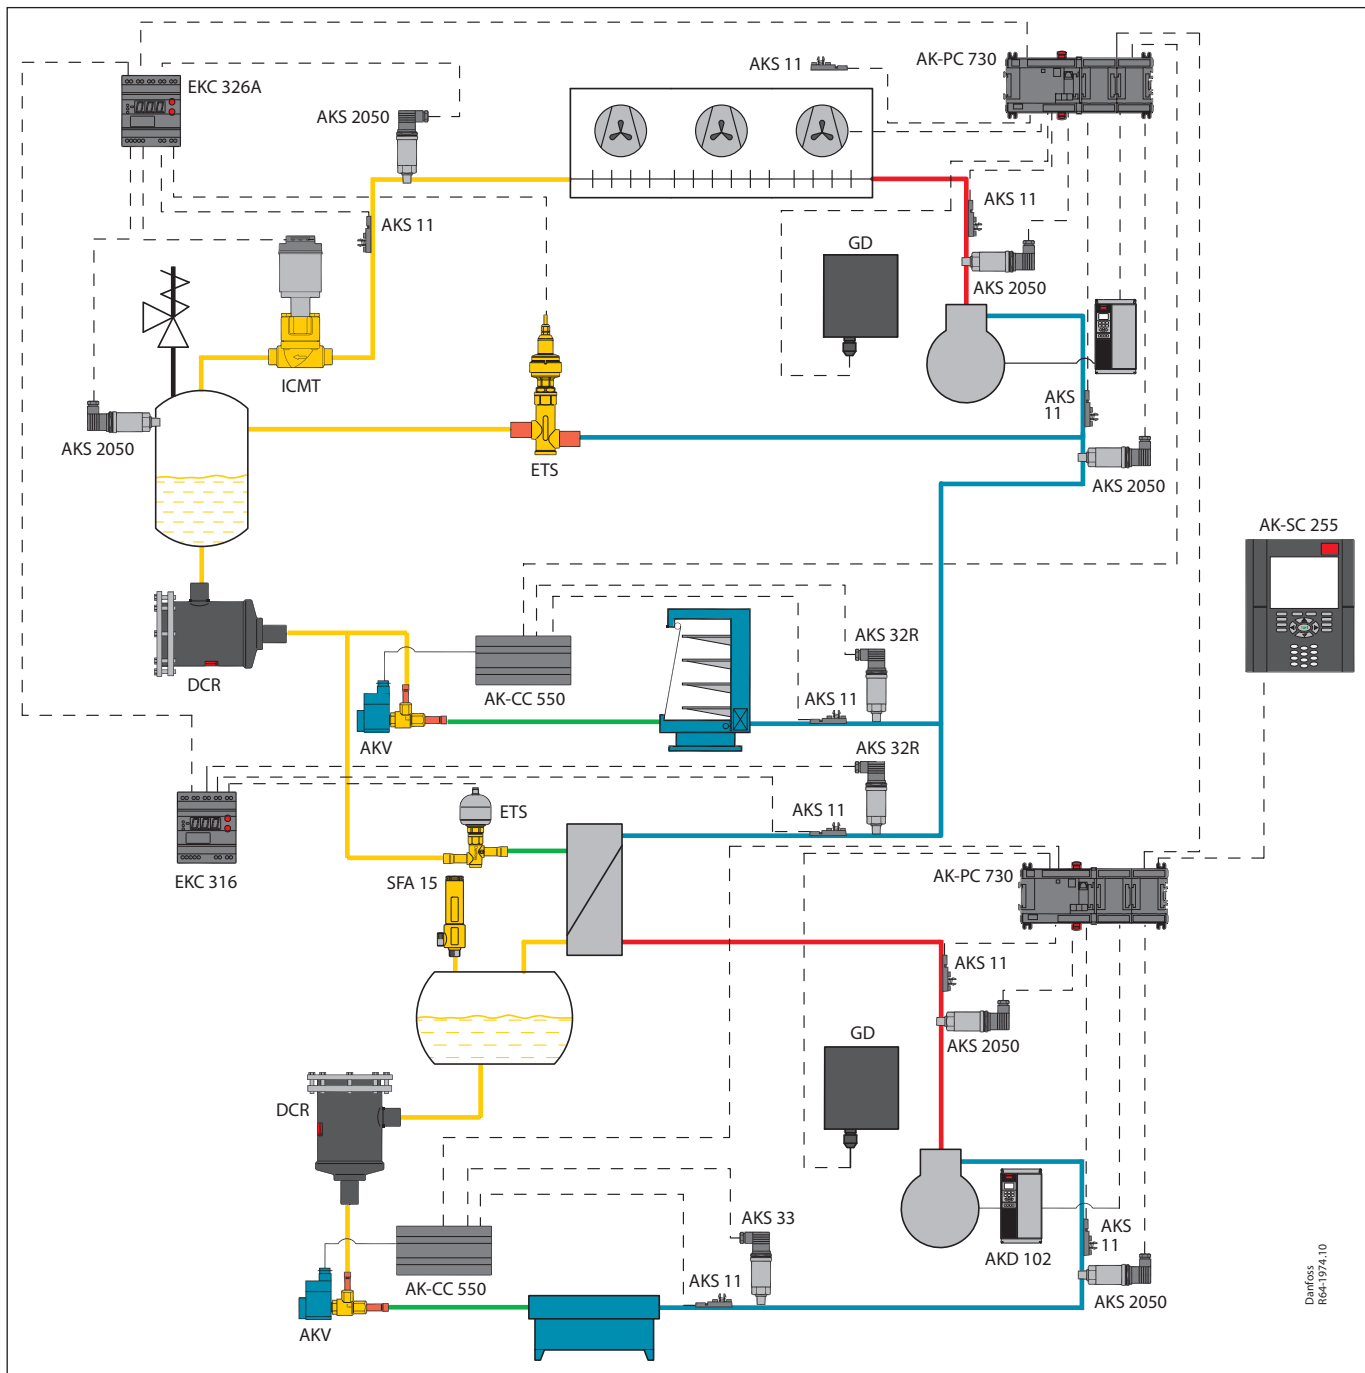 AKS 11
AK-PC 730
EKC 326A
AKS 2050
AKS 11
AKS 11
GD
AKS 2050
ICMT
AKS
11
AKS 2050
ETS
AKS 2050
AK-SC 255
AKS 32R
DCR
AK-CC 550
AKS 11
AKV
AKS 32R
ETS
AKS 11
EKC 316
SFA 15
AK-PC 730
AKS 11
GD
AKS 2050
DCR
AKS 33
AKS
11
AKD 102
AK-CC 550
AKS 11
AKS 2050
AKV
Danfoss
R64-1974.10